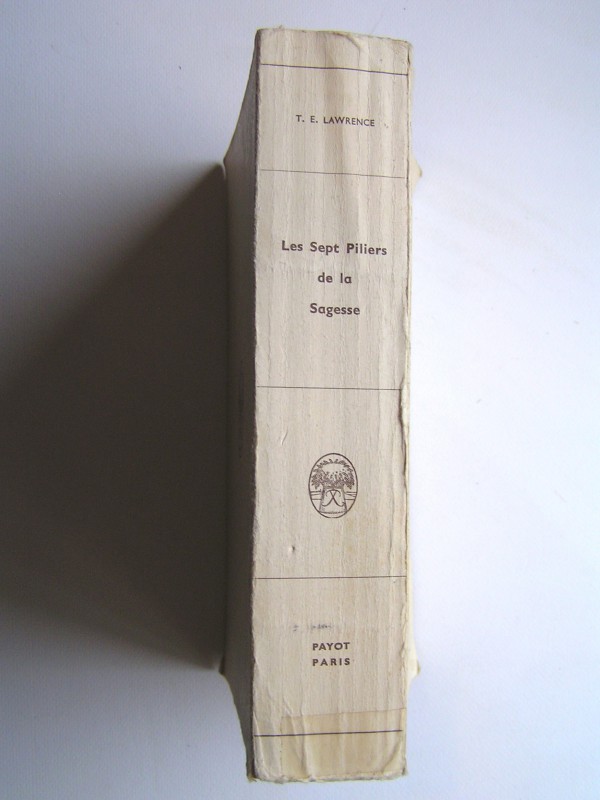 T. E. LAWRENCE
Les Sept Piliers
de la
Sagesse
PAYOT
PARIS